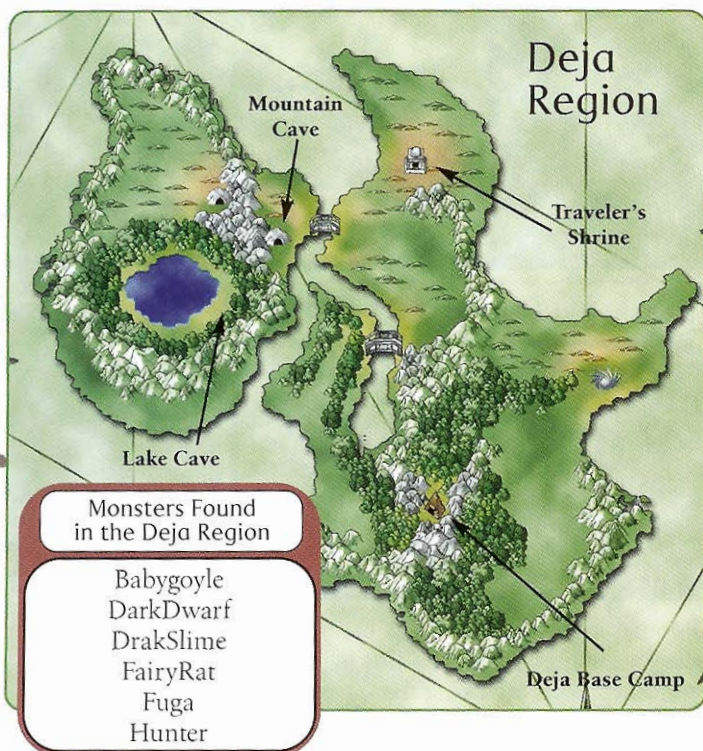 Deja
Region
Mountain
Cave
Traveler's
Shrine
Lake Cave
Deja Base Camp
Monsters Found
in the Deja Region
Babygoyle
DarkDwarf
DrakSlime
FairyRat
Fuga
Hunter